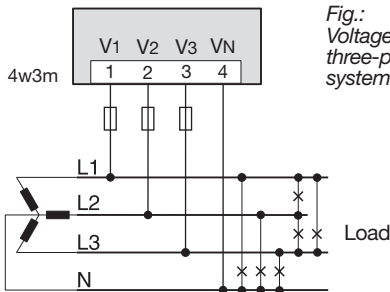 Fig.:
Voltage
three-p
system
V1 V2 V3 VN
4w3m
1 2 3 4
L1
L2
L3
Load
N